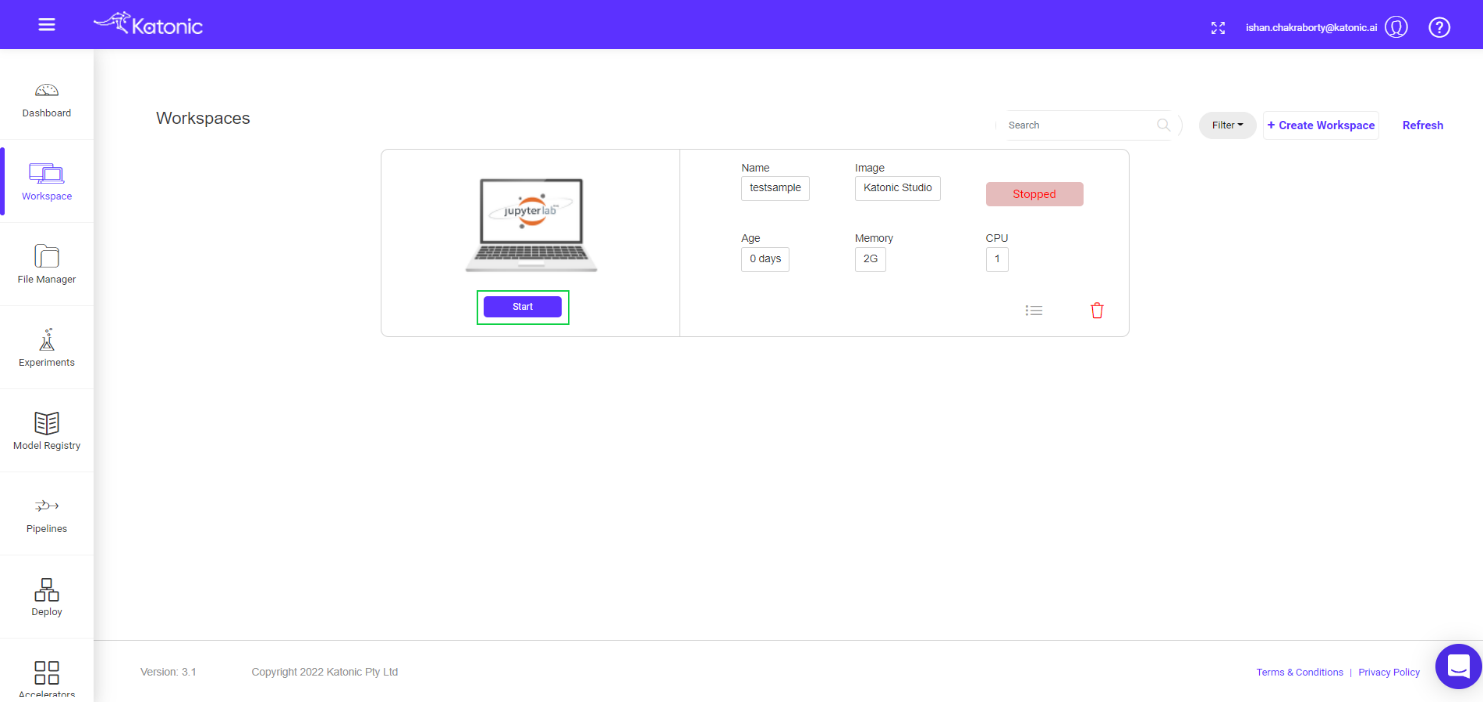 Katonic
ishan.chakraborty@katonic.ai
?
Dashboard
Workspace
File Manager
Experiments
Model Registry
Pipelines
Deploy
Accelerators
Workspaces
Search
Filter
+ Create Workspace
Refresh
jupyterlab
Start
Name
testsample
Image
Katonic Studio
Stopped
Age
0 days
Memory
2G
CPU
1
Version: 3.1
Copyright 2022 Katonic Pty Ltd
Terms & Conditions | Privacy Policy